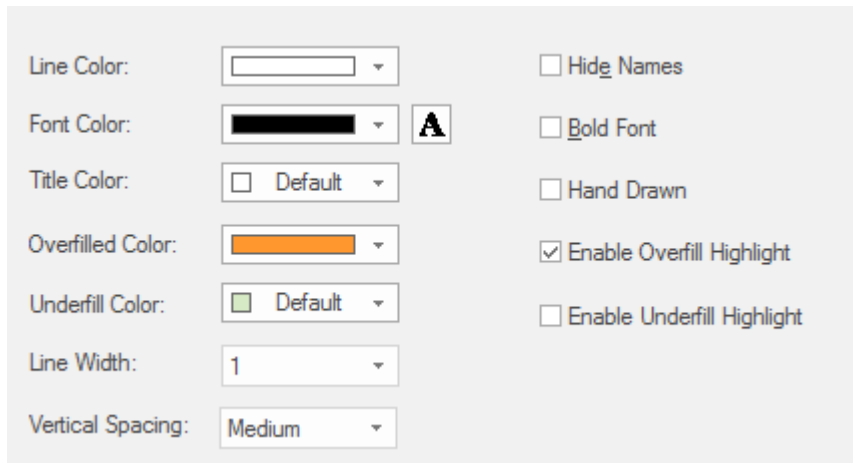 Line Color:
Font Color:
A
Title Color:
Default
Overfilled Color:
Underfill Color:
Default
Line Width:
1
Vertical Spacing:
Medium
Hide Names
Bold Font
Hand Drawn
Enable Overfill Highlight
Enable Underfill Highlight